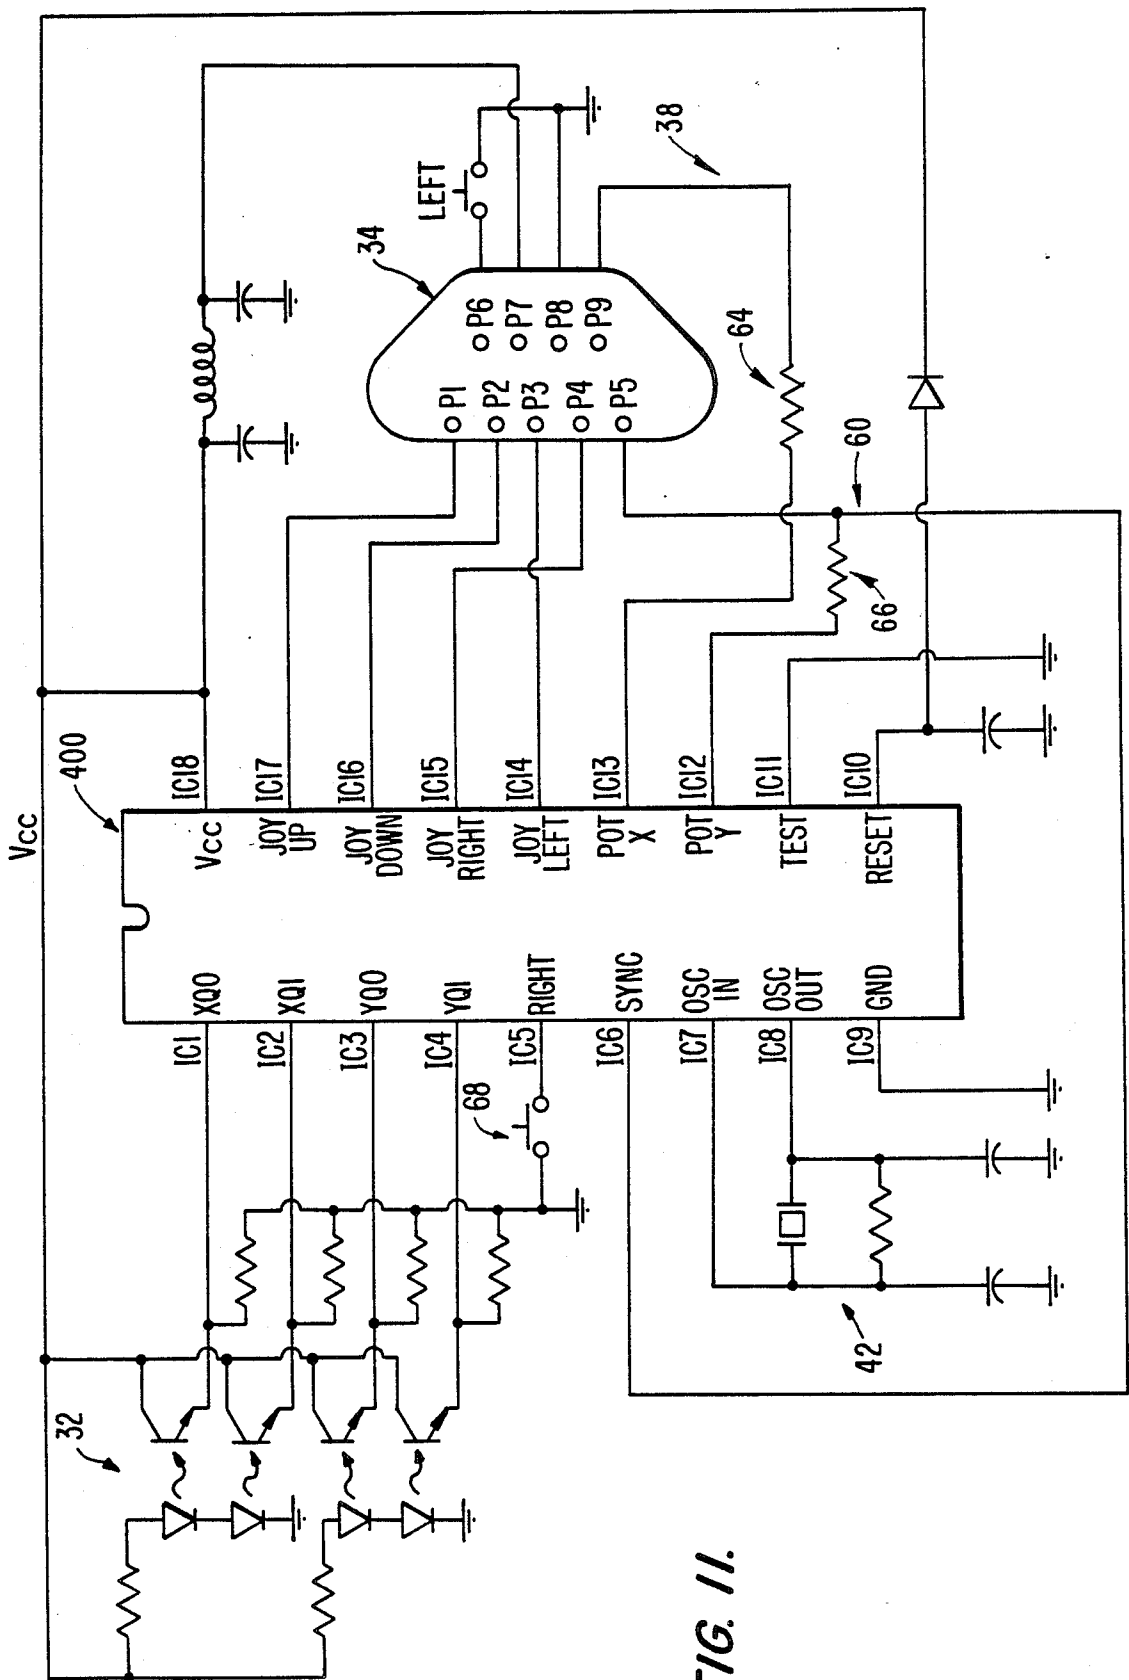 Vcc
400
IC18
IC17
IC16
IC15
IC14
IC13
IC12
IC11
IC10
Vcc
JOY
UP
JOY
DOWN
JOY
RIGHT
JOY
LEFT
POT
X
POT
Y
TEST
RESET
XQ0
XQ1
YQ0
YQ1
RIGHT
SYNC
OSC
IN
OSC
OUT
GND
IC1
IC2
IC3
IC4
IC5
IC6
IC7
IC8
IC9
LEFT
34
38
P6
P7
P8
P9
P1
P2
P3
P4
P5
64
60
66
68
32
42
FIG. 11.